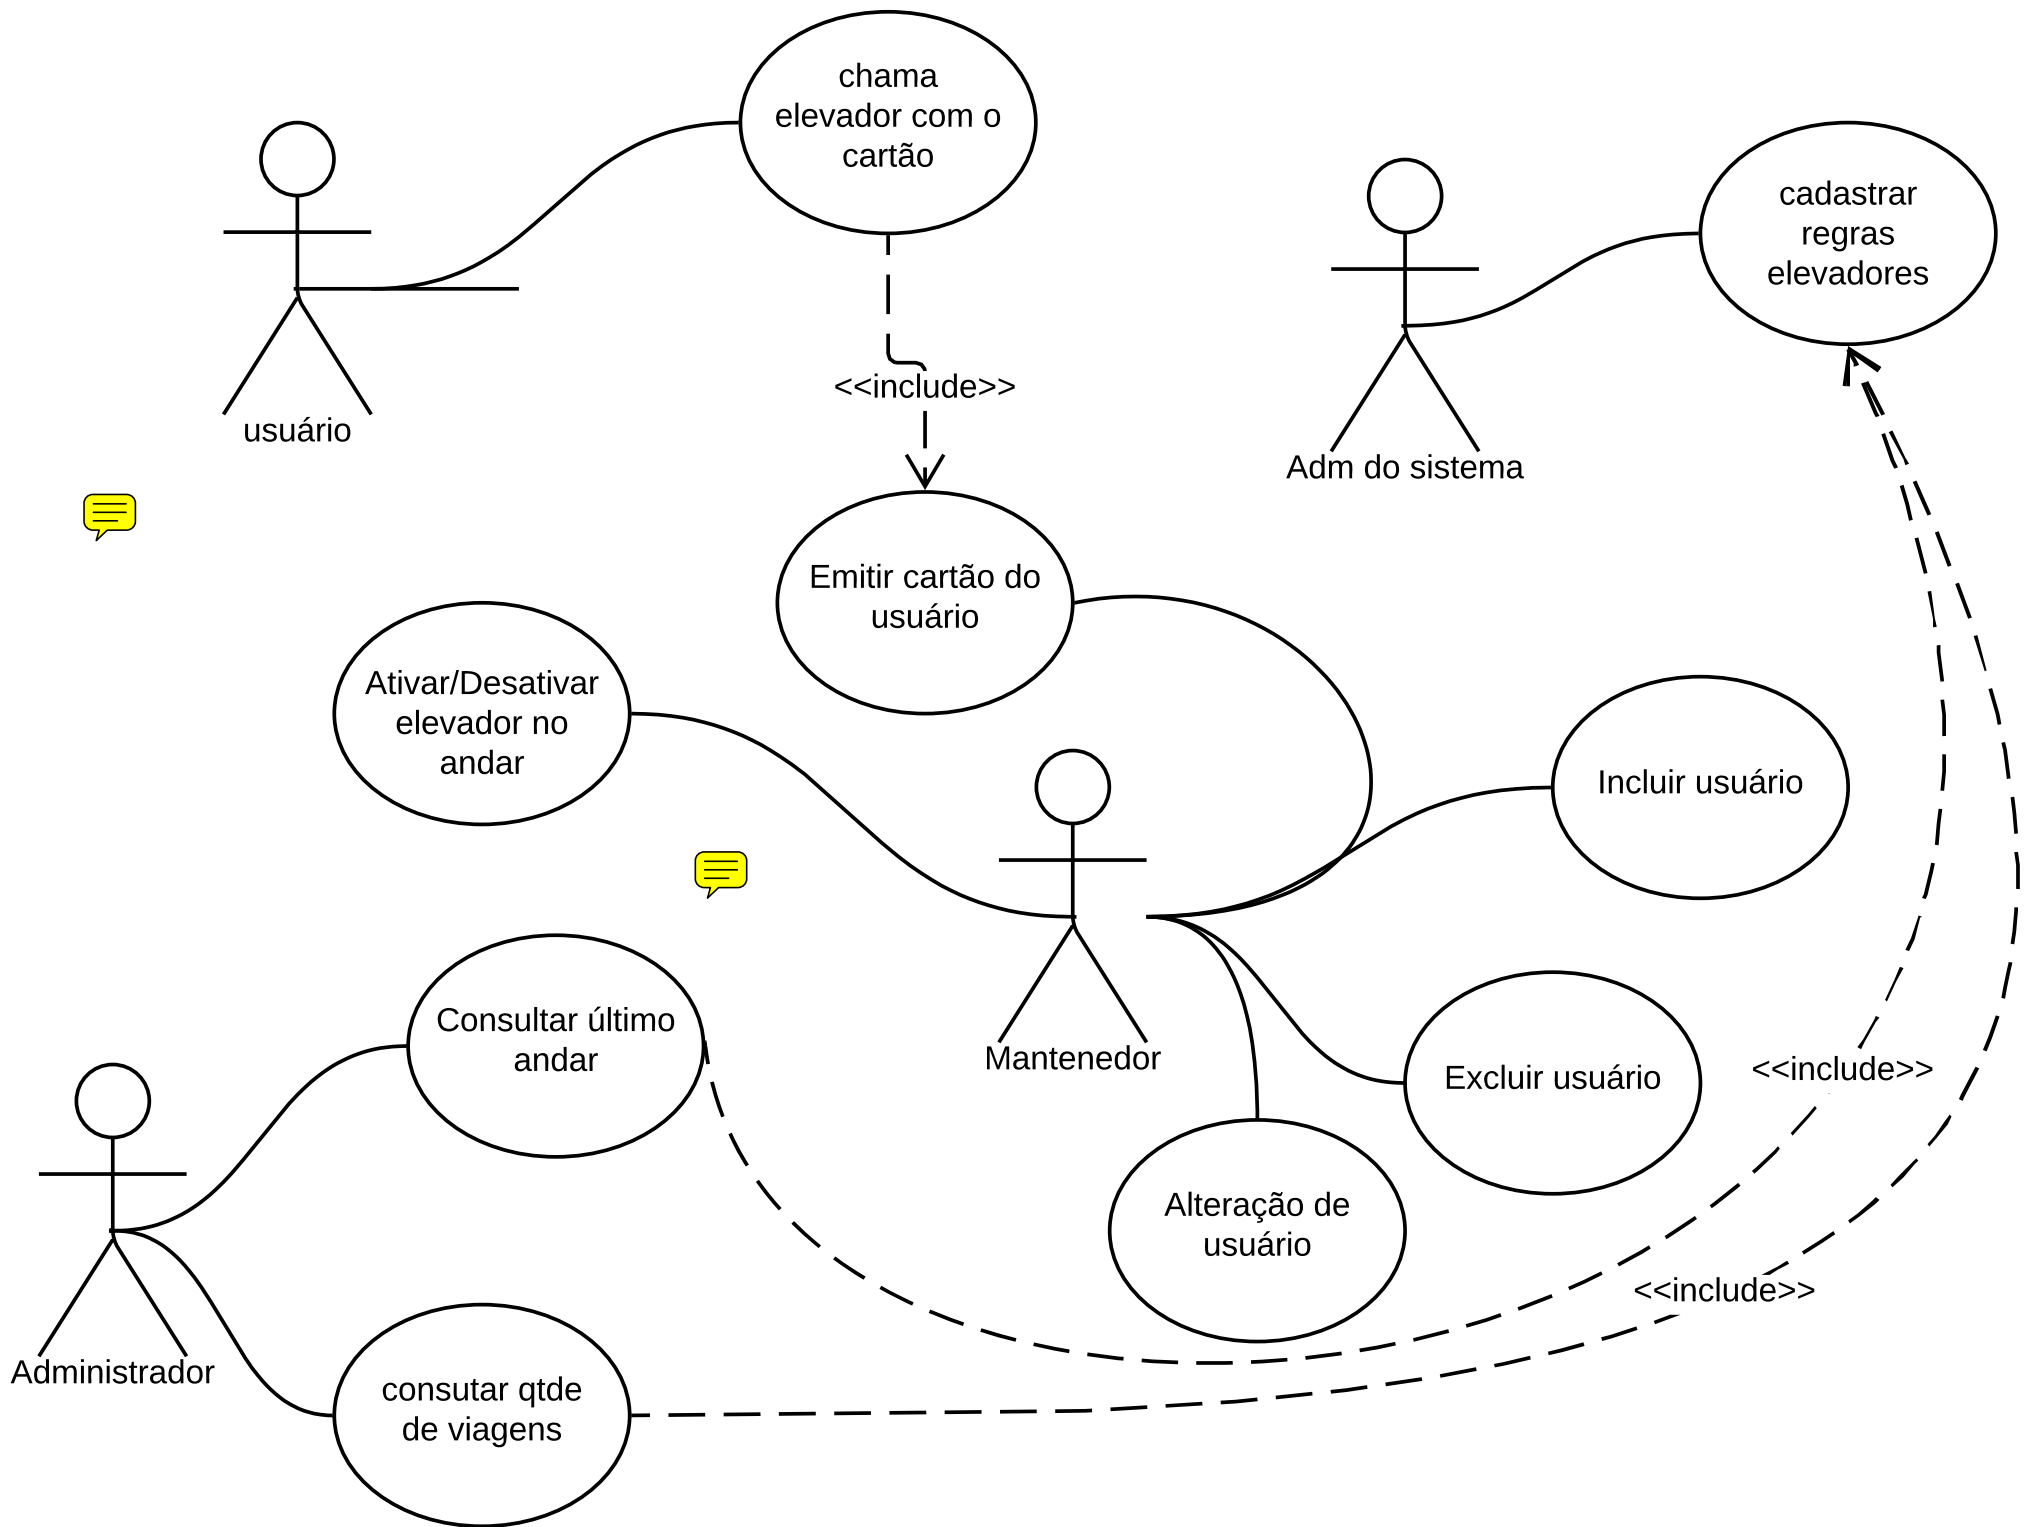 chama
elevador com o
cartão
cadastrar
regras
elevadores
<<include>>
usuário
Adm do sistema
Emitir cartão do
usuário
Ativar/Desativar
elevador no
andar
Incluir usuário
Consultar último
andar
Mantenedor
Excluir usuário
<<include>>
Alteração de
usuário
<<include>>
Administrador
consutar qtde
de viagens